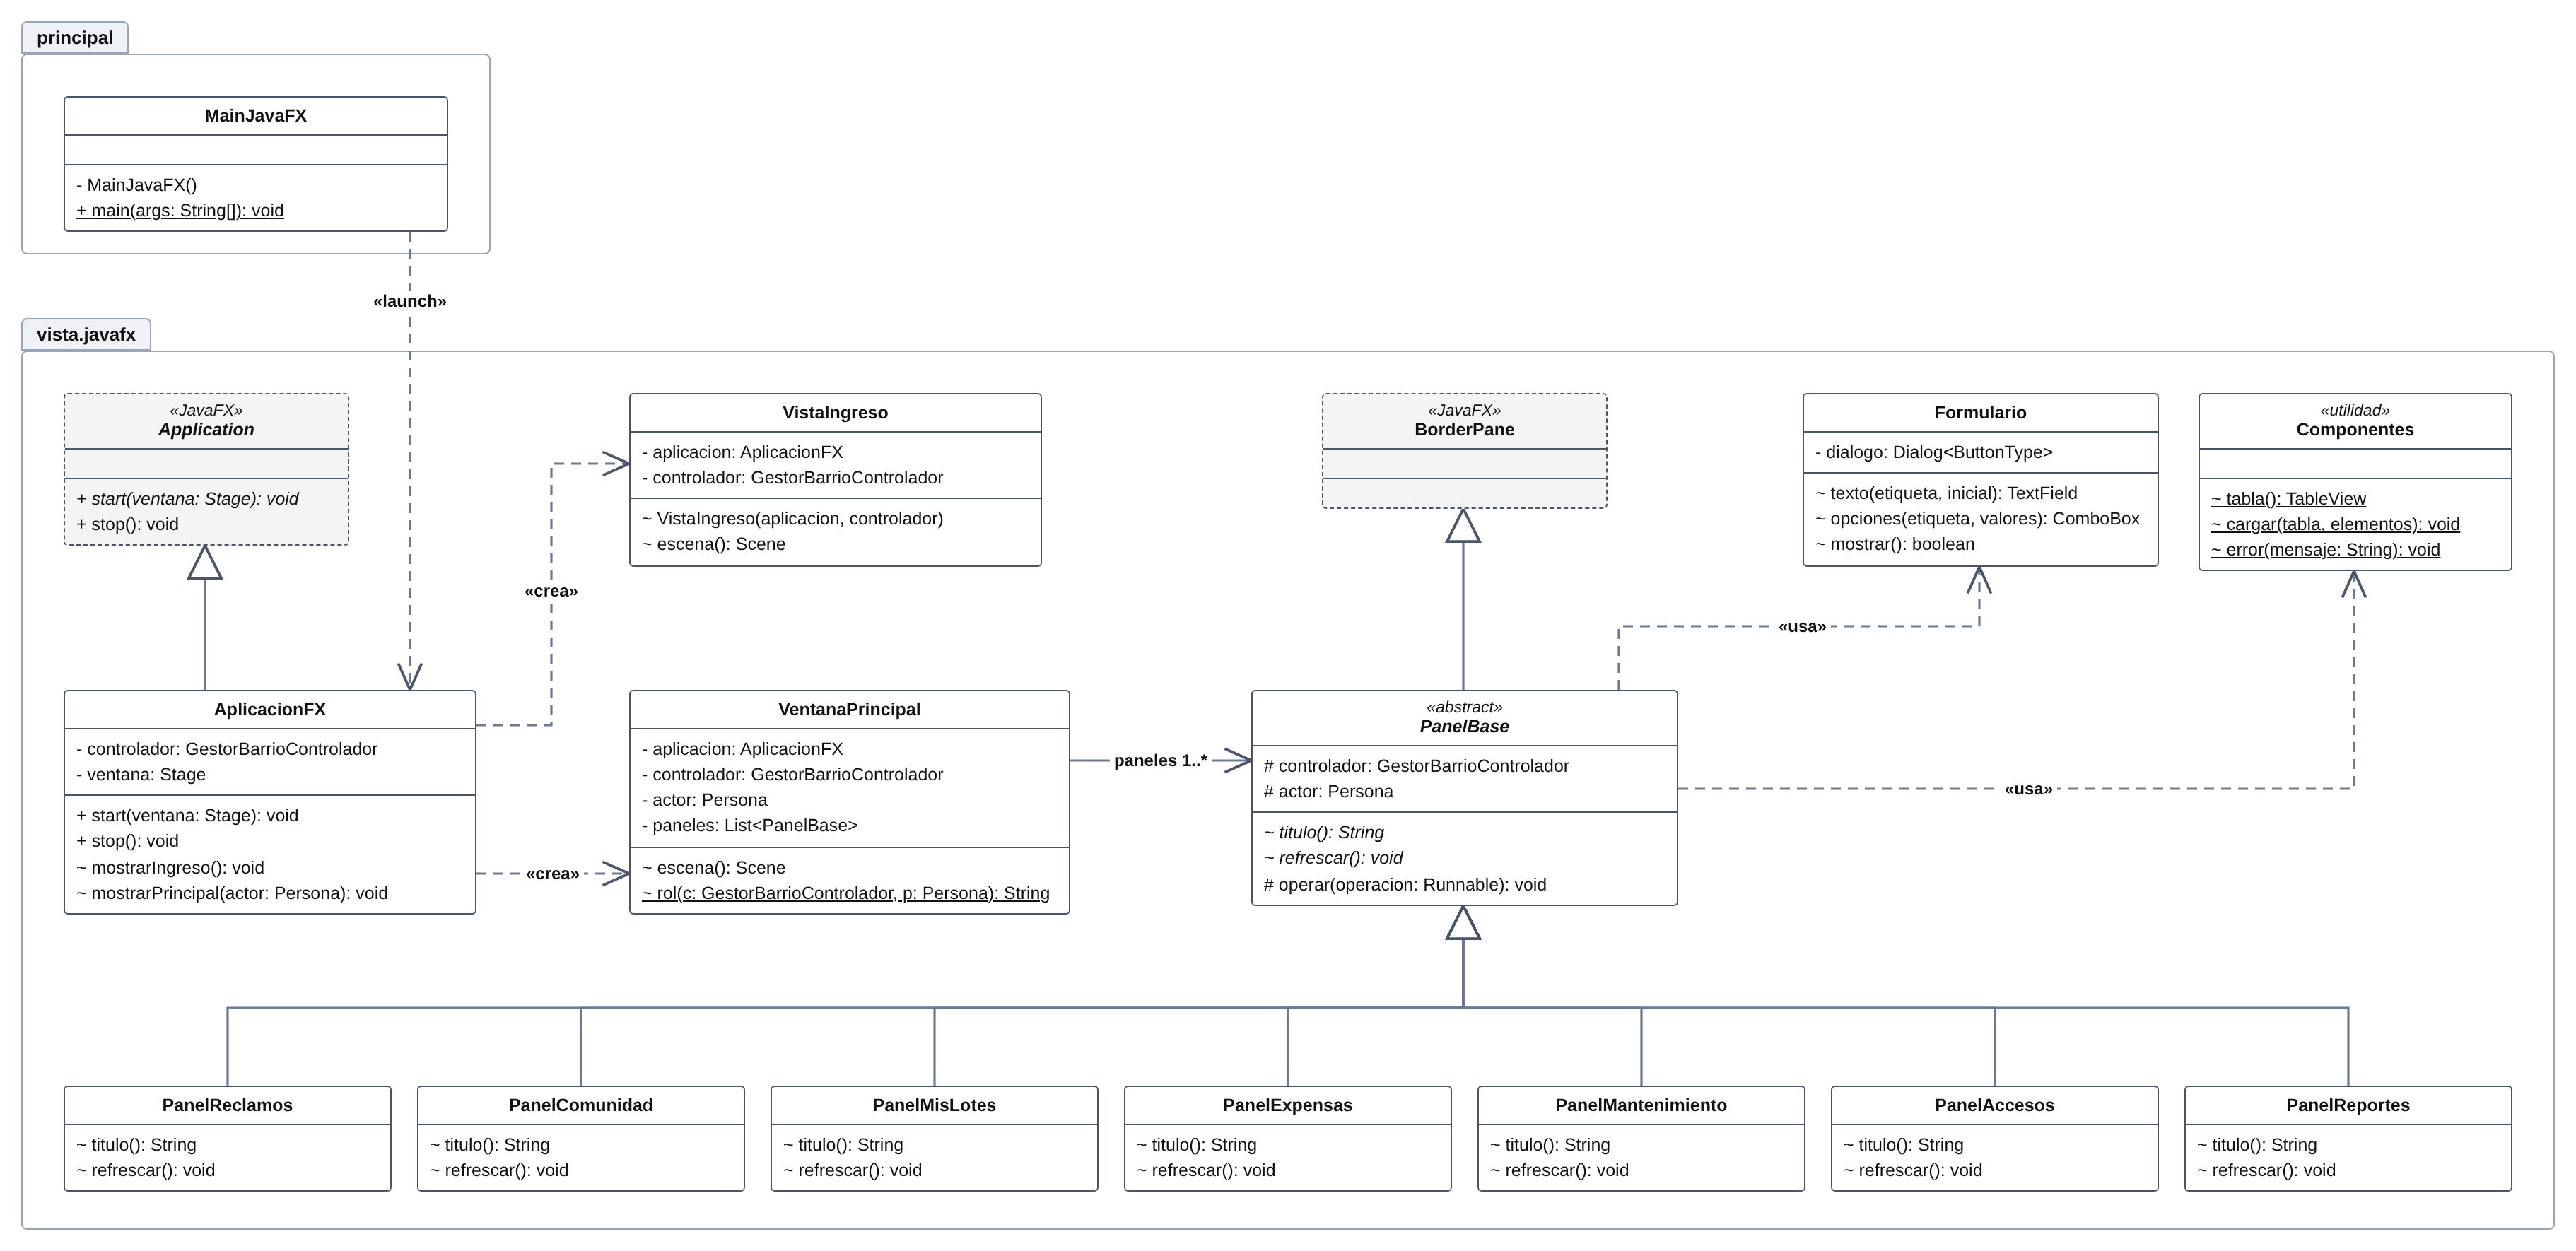 principal
MainJavaFX
- MainJavaFX()
+ main(args: String[]): void
«launch»
vista.javafx
«JavaFX»
Application
+ start(ventana: Stage): void
+ stop(): void
VistaIngreso
- aplicacion: AplicacionFX
- controlador: GestorBarrioControlador
~ VistaIngreso(aplicacion, controlador)
~ escena(): Scene
«JavaFX»
BorderPane
Formulario
- dialogo: Dialog<ButtonType>
~ texto(etiqueta, inicial): TextField
~ opciones(etiqueta, valores): ComboBox
~ mostrar(): boolean
«utilidad»
Componentes
~ tabla(): TableView
~ cargar(tabla, elementos): void
~ error(mensaje: String): void
«crea»
«usa»
AplicacionFX
- controlador: GestorBarrioControlador
- ventana: Stage
+ start(ventana: Stage): void
+ stop(): void
~ mostrarIngreso(): void
~ mostrarPrincipal(actor: Persona): void
«crea»
VentanaPrincipal
- aplicacion: AplicacionFX
- controlador: GestorBarrioControlador
- actor: Persona
- paneles: List<PanelBase>
~ escena(): Scene
~ rol(c: GestorBarrioControlador, p: Persona): String
paneles 1..*
«abstract»
PanelBase
# controlador: GestorBarrioControlador
# actor: Persona
~ titulo(): String
~ refrescar(): void
# operar(operacion: Runnable): void
«usa»
PanelReclamos
~ titulo(): String
~ refrescar(): void
PanelComunidad
~ titulo(): String
~ refrescar(): void
PanelMisLotes
~ titulo(): String
~ refrescar(): void
PanelExpensas
~ titulo(): String
~ refrescar(): void
PanelMantenimiento
~ titulo(): String
~ refrescar(): void
PanelAccesos
~ titulo(): String
~ refrescar(): void
PanelReportes
~ titulo(): String
~ refrescar(): void